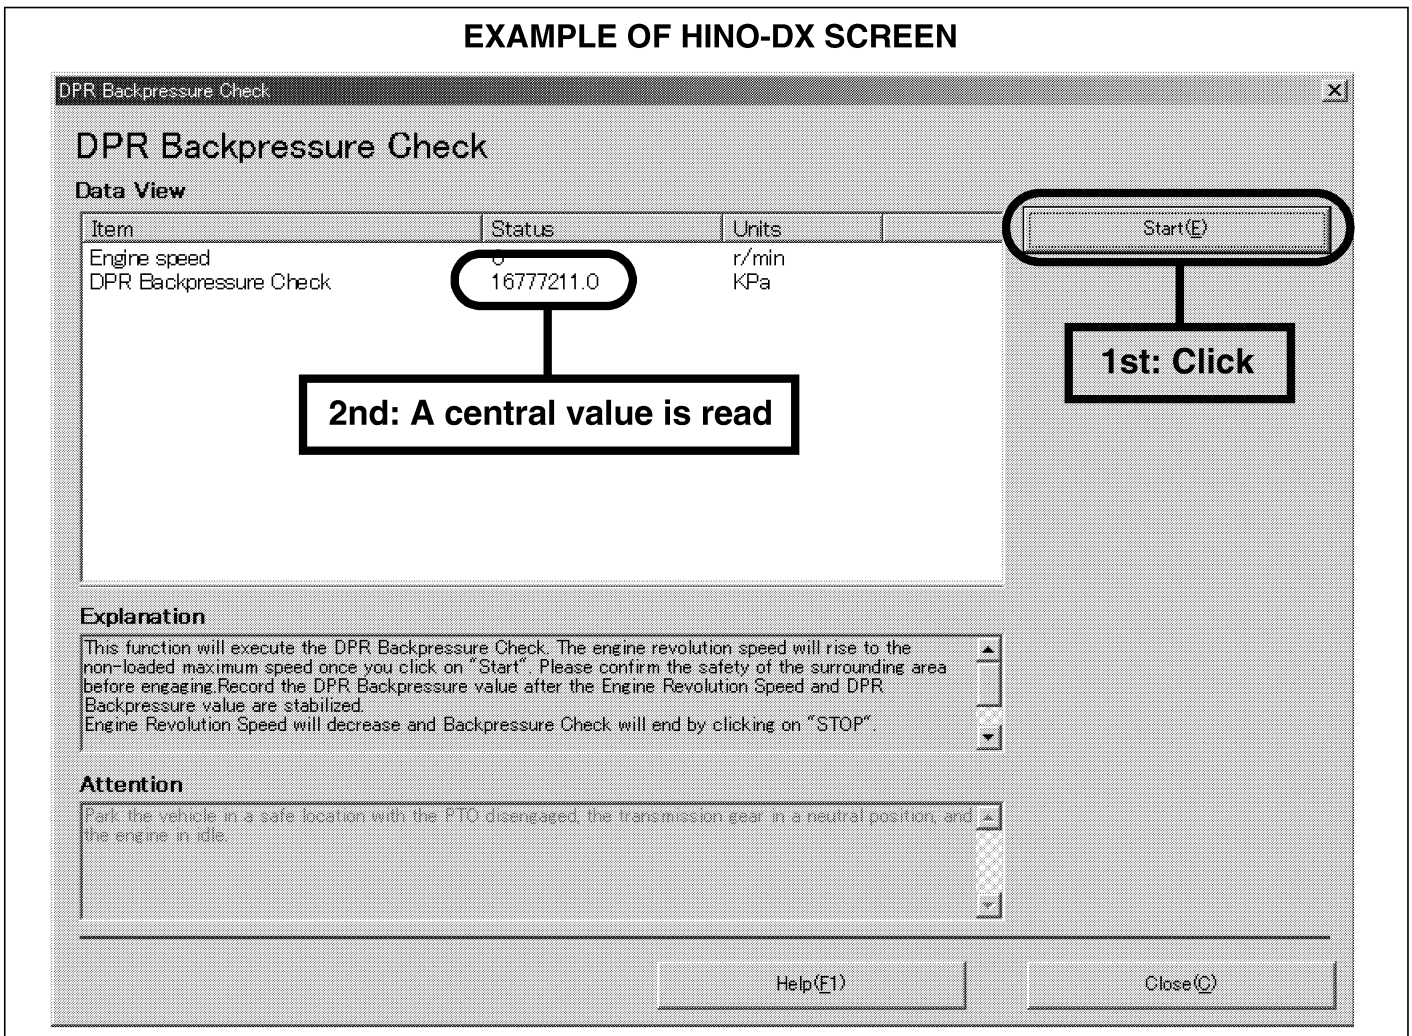 EXAMPLE OF HINO-DX SCREEN
DPR Backpressure Check
DPR Backpressure Check
Data View
Item Status Units
Start(E)
Engine speed r/min
DPR Backpressure Check 16777211.0 KPa
1st: Click
2nd: A central value is read
Explanation
This function will execute the DPR Backpressure Check. The engine revolution speed will rise to the
non-loaded maximum speed once you click on "Start". Please confirm the safety of the surrounding area
before engaging.Record the DPR Backpressure value after the Engine Revolution Speed and DPR
Backpressure value are stabilized.
Engine Revolution Speed will decrease and Backpressure Check will end by clicking on "STOP".
Attention
Park the vehicle in a safe location with the PTO disengaged, the transmission gear in a neutral position, and
the engine in idle.
Help(F1) Close(C)